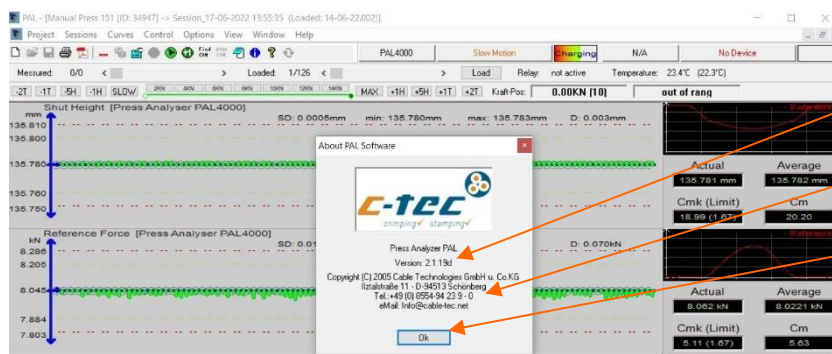 PAL - [Manual Press 151 [ID: 34947] -> Session_17-06-2022 13:55:35 (Loaded: 14-06-22,002)]
Project Sessions Curves Control Options View Window Help
PAL4000 Slow Motion Charging N/A No Device
Messured: 0/0 < > Loaded: 1/126 < > Load Relay: not active Temperature: 23.4°C (22.3°C)
-2T -1T -5H -1H SLOW 2KN 4KN 6KN 8KN 10KN 12KN 14KN MAX +1H +5H +1T +2T Kraft-Pos: 0.00KN [10] out of rang
Shut Height [Press Analyser PAL4000]
mm SD: 0.0005mm min: 135.780mm max: 135.783mm D: 0.003mm
135.810
135.800
135.780
135.760
135.750
Reference
Actual Average
135.781 mm 135.782 mm
Cmk (Limit) Cm
18.99 (1.67) 20.20
About PAL Software
c-tec
crimping stamping
Press Analyzer PAL
Version: 2.1.19d
Copyright (C) 2005 Cable Technologies GmbH u. Co.KG
Ilztalstraße 11 - D-94513 Schönberg
Tel.:+49 (0) 8554-94 23 9 - 0
eMail: Info@cable-tec.net
Ok
Reference Force [Press Analyser PAL4000]
kN SD: 0.01 D: 0.070kN
8.286
8.205
8.045
7.884
7.803
Reference
Actual Average
8.062 kN 8.0221 kN
Cmk (Limit) Cm
5.11 (1.67) 5.63